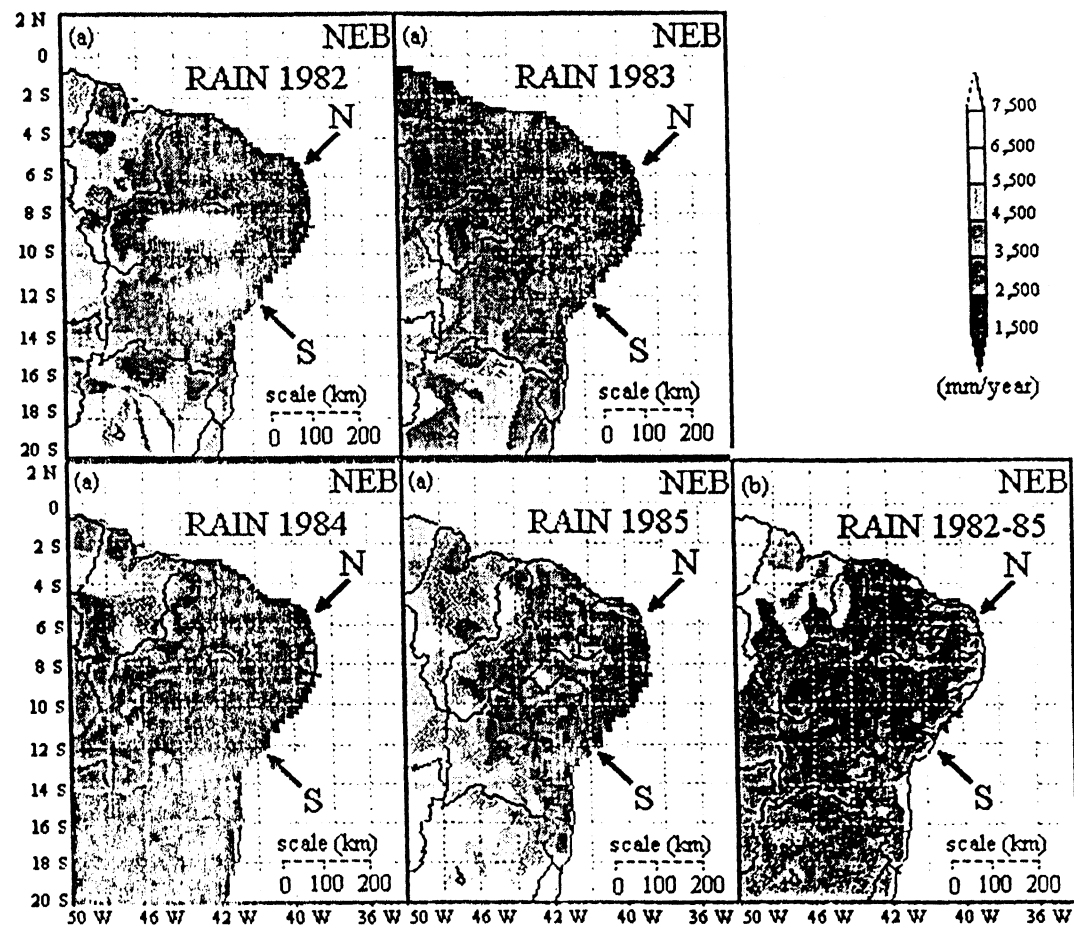 2 N
0
2 S
4 S
6 S
8 S
10 S
12 S
14 S
16 S
18 S
20 S
(a) NEB
RAIN 1982
N
S
scale (km)
0 100 200
(a) NEB
RAIN 1983
N
S
scale (km)
0 100 200
7,500
6,500
5,500
4,500
3,500
2,500
1,500
(mm/year)
2 N
0
2 S
4 S
6 S
8 S
10 S
12 S
14 S
16 S
18 S
20 S
(a) NEB
RAIN 1984
N
S
scale (km)
0 100 200
(a) NEB
RAIN 1985
N
S
scale (km)
0 100 200
(b) NEB
RAIN 1982-85
N
S
scale (km)
0 100 200
50 W 46 W 42 W 40 W 36 W 50 W 46 W 42 W 40 W 36 W 50 W 46 W 42 W 40 W 36 W